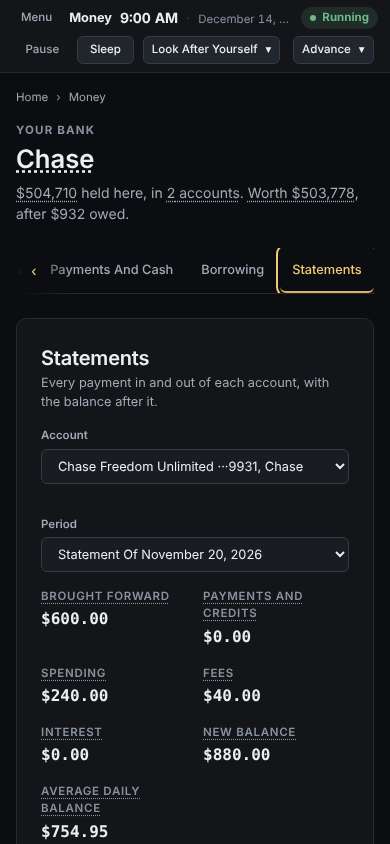 Menu
Money 9:00 AM · December 14, ...
Running
Pause
Sleep
Look After Yourself ▾
Advance ▾
Home › Money
YOUR BANK
Chase
$504,710 held here, in 2 accounts. Worth $503,778,
after $932 owed.
‹ Payments And Cash
Borrowing
Statements
Statements
Every payment in and out of each account, with
the balance after it.
Account
Chase Freedom Unlimited ···9931, Chase
Period
Statement Of November 20, 2026
BROUGHT FORWARD
$600.00
PAYMENTS AND
CREDITS
$0.00
SPENDING
$240.00
FEES
$40.00
INTEREST
$0.00
NEW BALANCE
$880.00
AVERAGE DAILY
BALANCE
$754.95